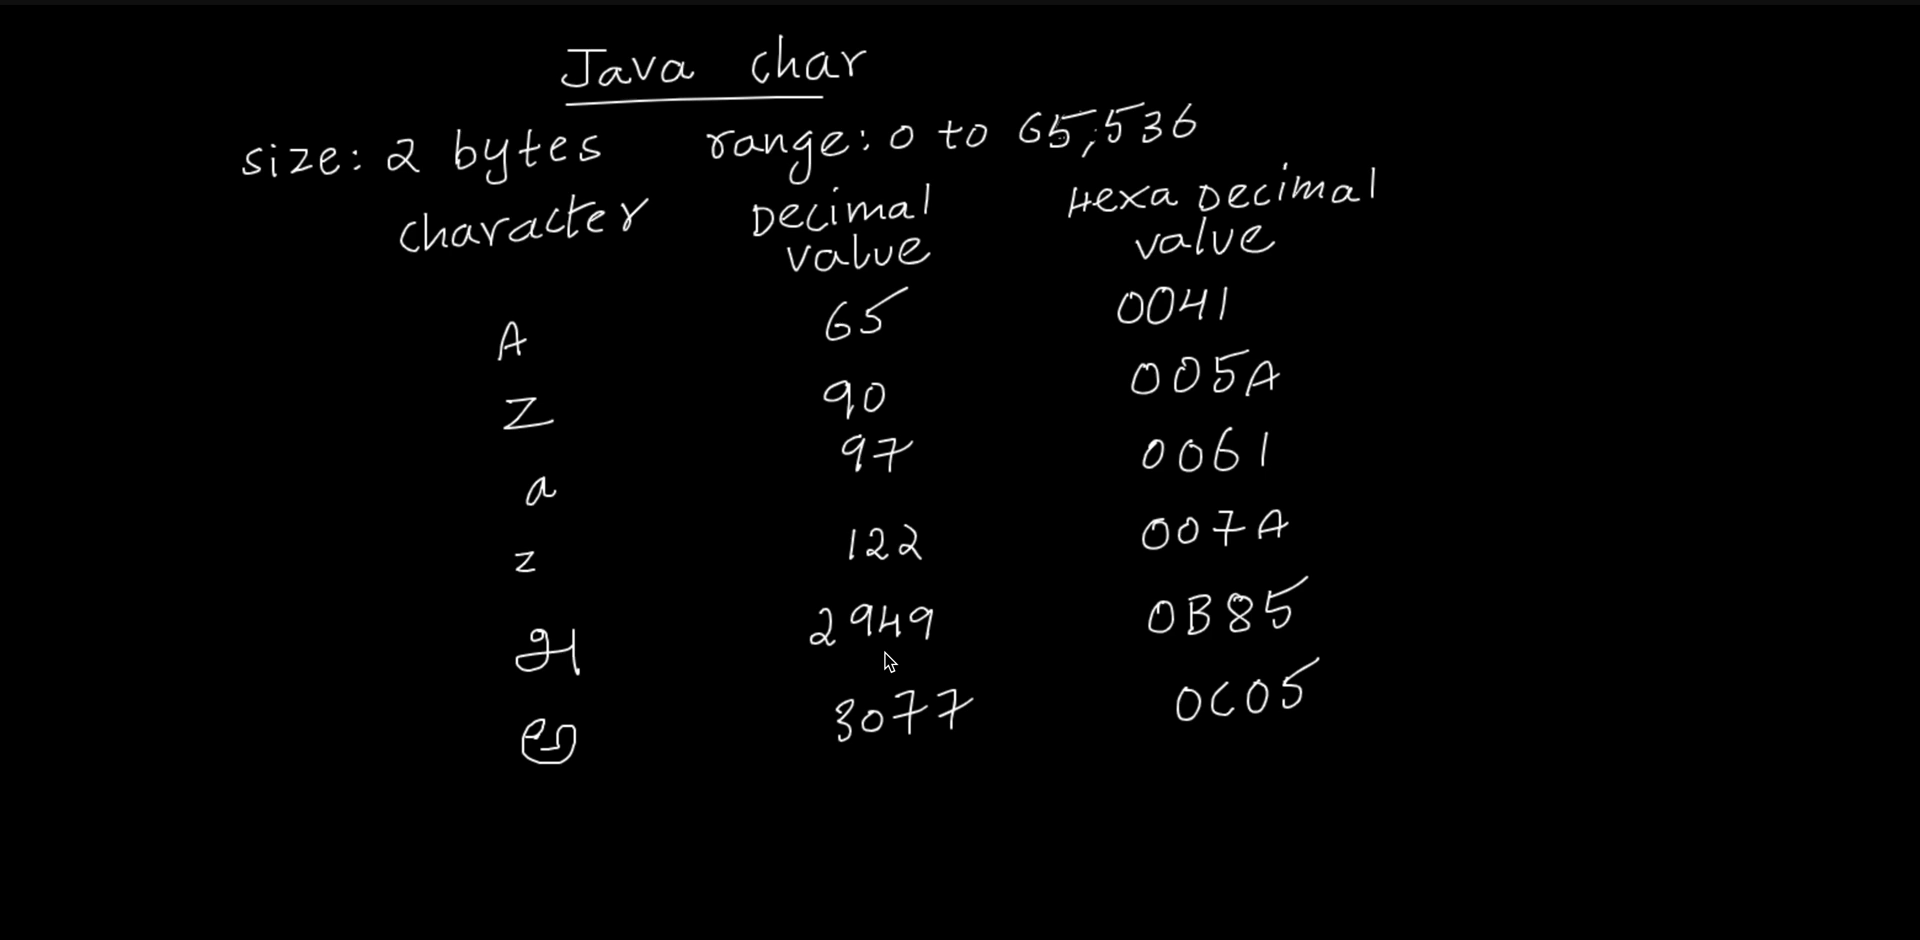 Java char
size: 2 bytes range: 0 to 65,536
character Decimal value Hexa Decimal value
A 65 0041
Z 90 005A
a 97 0061
z 122 007A
அ 2949 0B85
అ 3077 0C05